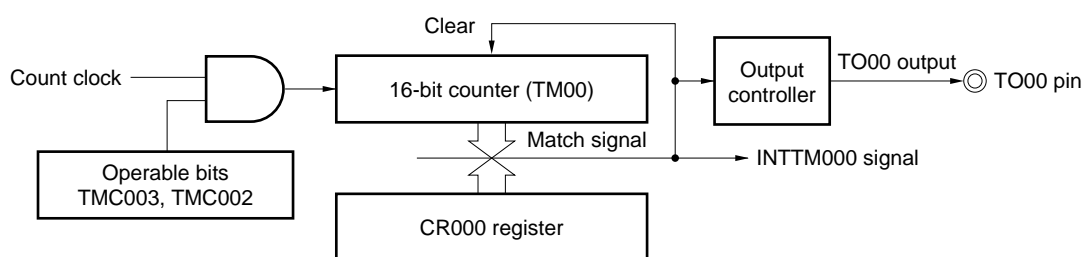 Clear
Count clock
16-bit counter (TM00)
Output
controller
TO00 output
TO00 pin
Match signal
INTTM000 signal
Operable bits
TMC003, TMC002
CR000 register